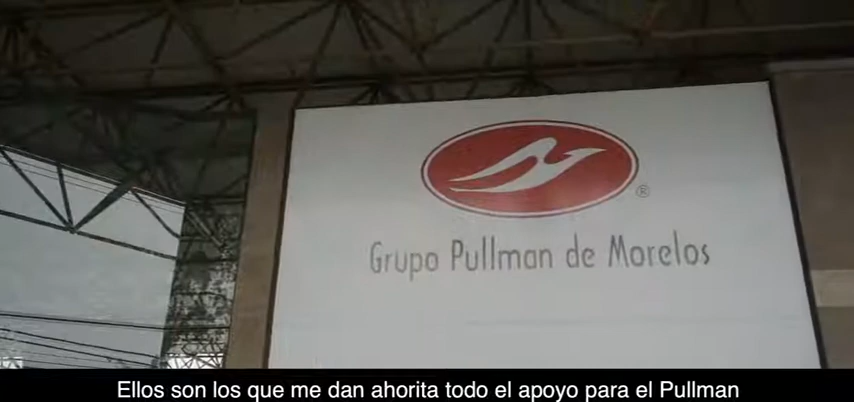 ®
Grupo Pullman de Morelos
Ellos son los que me dan ahorita todo el apoyo para el Pullman